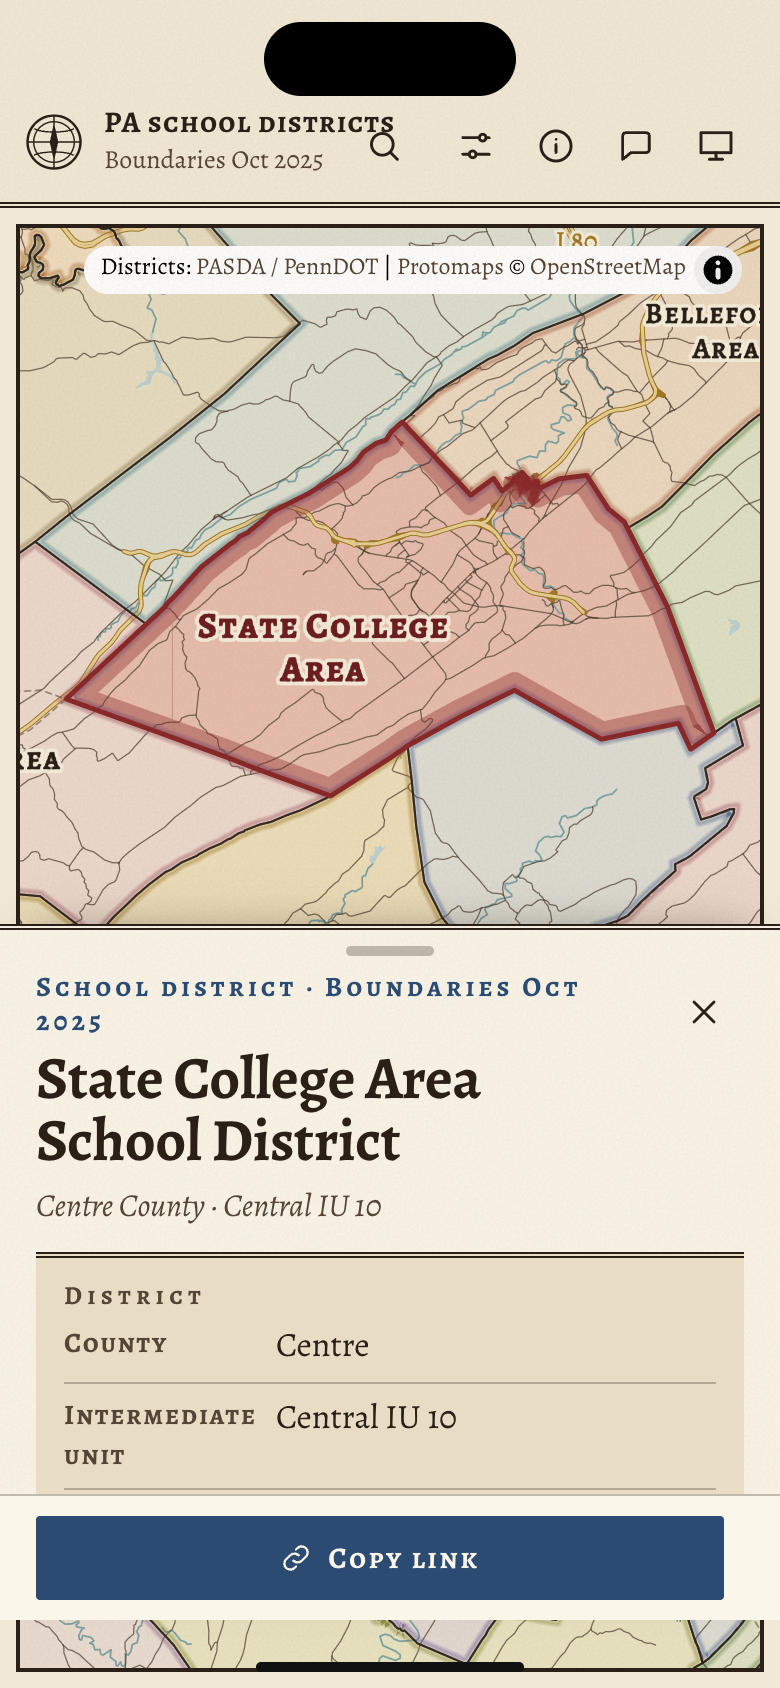 PA SCHOOL DISTRICTS
Boundaries Oct 2025
I 80
Districts: PASDA / PennDOT | Protomaps © OpenStreetMap
BELLEFO
AREA
STATE COLLEGE
AREA
REA
SCHOOL DISTRICT · BOUNDARIES OCT
2025
State College Area
School District
Centre County · Central IU 10
DISTRICT
COUNTY Centre
INTERMEDIATE Central IU 10
UNIT
COPY LINK